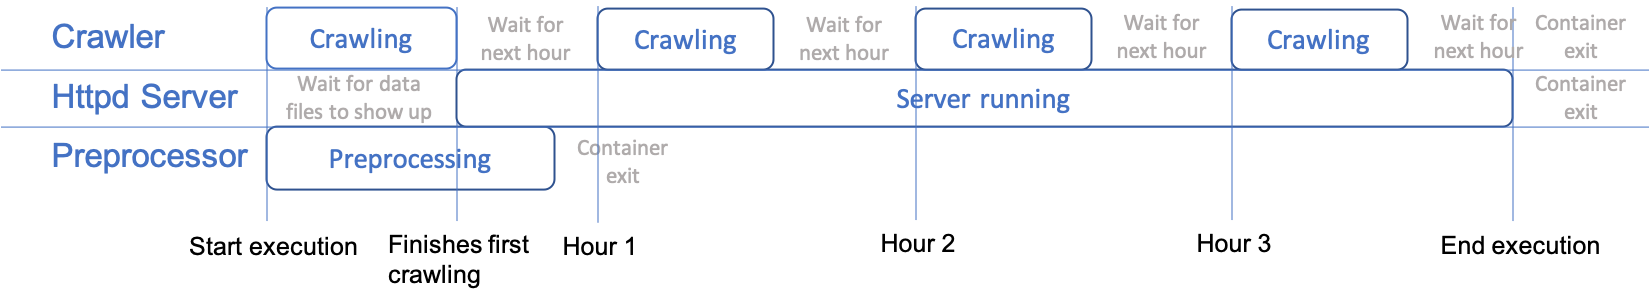 Crawler
Crawling
Wait for
next hour
Crawling
Wait for
next hour
Crawling
Wait for
next hour
Crawling
Wait for
next hour
Container
exit
Httpd Server
Wait for data
files to show up
Server running
Container
exit
Preprocessor
Preprocessing
Container
exit
Start execution
Finishes first
crawling
Hour 1
Hour 2
Hour 3
End execution